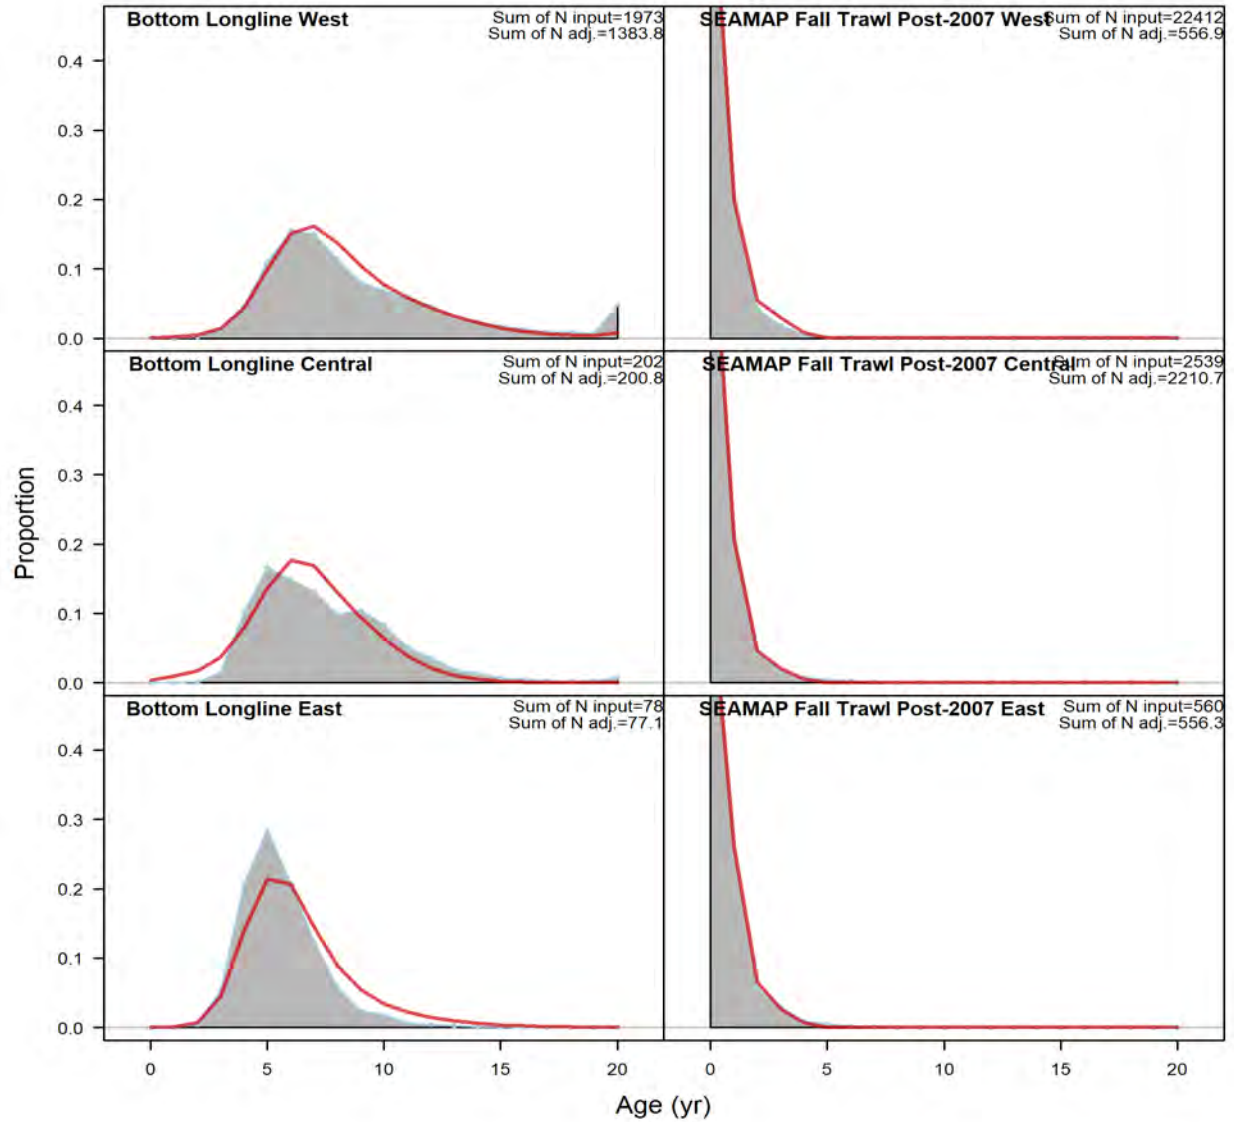 Bottom Longline West
Sum of N input=1973
Sum of N adj.=1383.8
SEAMAP Fall Trawl Post-2007 West
Sum of N input=22412
Sum of N adj.=556.9
0.4
0.3
0.2
0.1
0.0
Bottom Longline Central
Sum of N input=202
Sum of N adj.=200.8
SEAMAP Fall Trawl Post-2007 Central
Sum of N input=2539
Sum of N adj.=2210.7
0.4
0.3
0.2
0.1
0.0
Bottom Longline East
Sum of N input=78
Sum of N adj.=77.1
SEAMAP Fall Trawl Post-2007 East
Sum of N input=560
Sum of N adj.=556.3
0.4
0.3
0.2
0.1
0.0
Proportion
0 5 10 15 20
0 5 10 15 20
Age (yr)